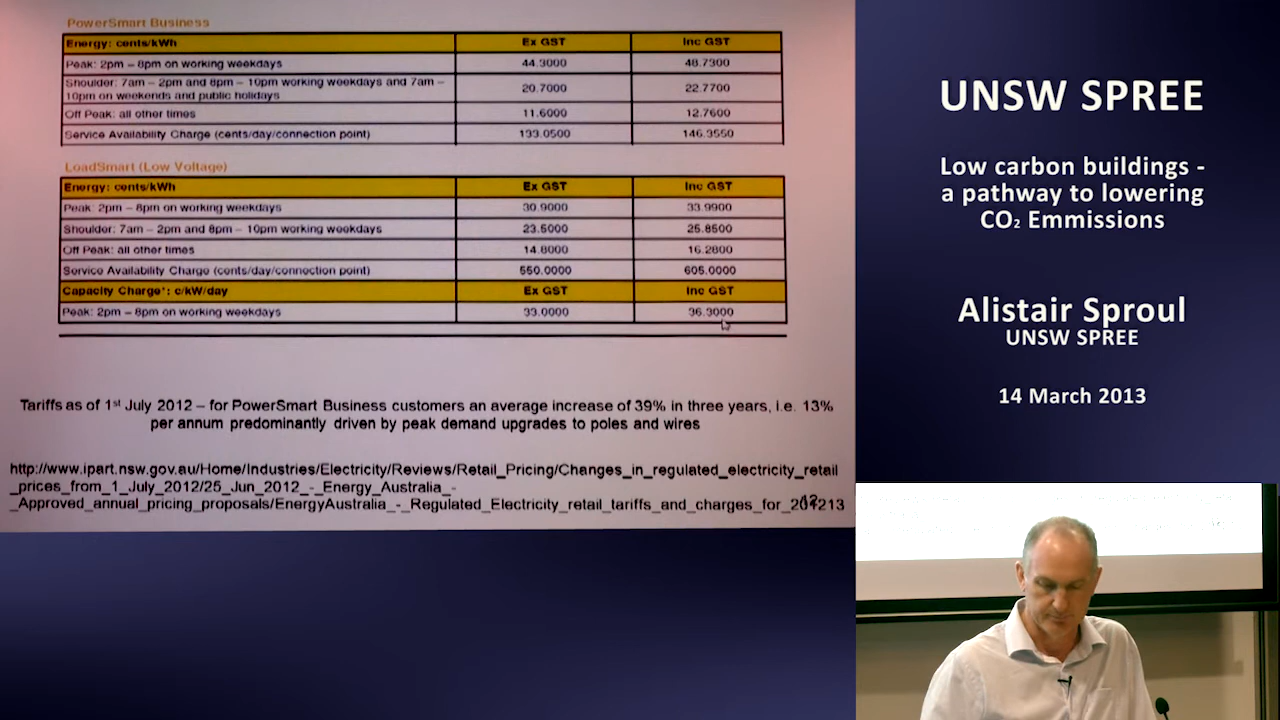 PowerSmart Business
Energy: cents/kWh Ex GST Inc GST
Peak: 2pm – 8pm on working weekdays 44.3000 48.7300
Shoulder: 7am – 2pm and 8pm – 10pm working weekdays and 7am –
10pm on weekends and public holidays 20.7000 22.7700
Off Peak: all other times 11.6000 12.7600
Service Availability Charge (cents/day/connection point) 133.0500 146.3550
LoadSmart (Low Voltage)
Energy: cents/kWh Ex GST Inc GST
Peak: 2pm – 8pm on working weekdays 30.9000 33.9900
Shoulder: 7am – 2pm and 8pm – 10pm working weekdays 23.5000 25.8500
Off Peak: all other times 14.8000 16.2800
Service Availability Charge (cents/day/connection point) 550.0000 605.0000
Capacity Charge*: c/kW/day Ex GST Inc GST
Peak: 2pm – 8pm on working weekdays 33.0000 36.3000
Tariffs as of 1st July 2012 – for PowerSmart Business customers an average increase of 39% in three years, i.e. 13%
per annum predominantly driven by peak demand upgrades to poles and wires
http://www.ipart.nsw.gov.au/Home/Industries/Electricity/Reviews/Retail_Pricing/Changes_in_regulated_electricity_retail
_prices_from_1_July_2012/25_Jun_2012_-_Energy_Australia_-
_Approved_annual_pricing_proposals/EnergyAustralia_-_Regulated_Electricity_retail_tariffs_and_charges_for_201213
UNSW SPREE
Low carbon buildings -
a pathway to lowering
CO₂ Emmissions
Alistair Sproul
UNSW SPREE
14 March 2013